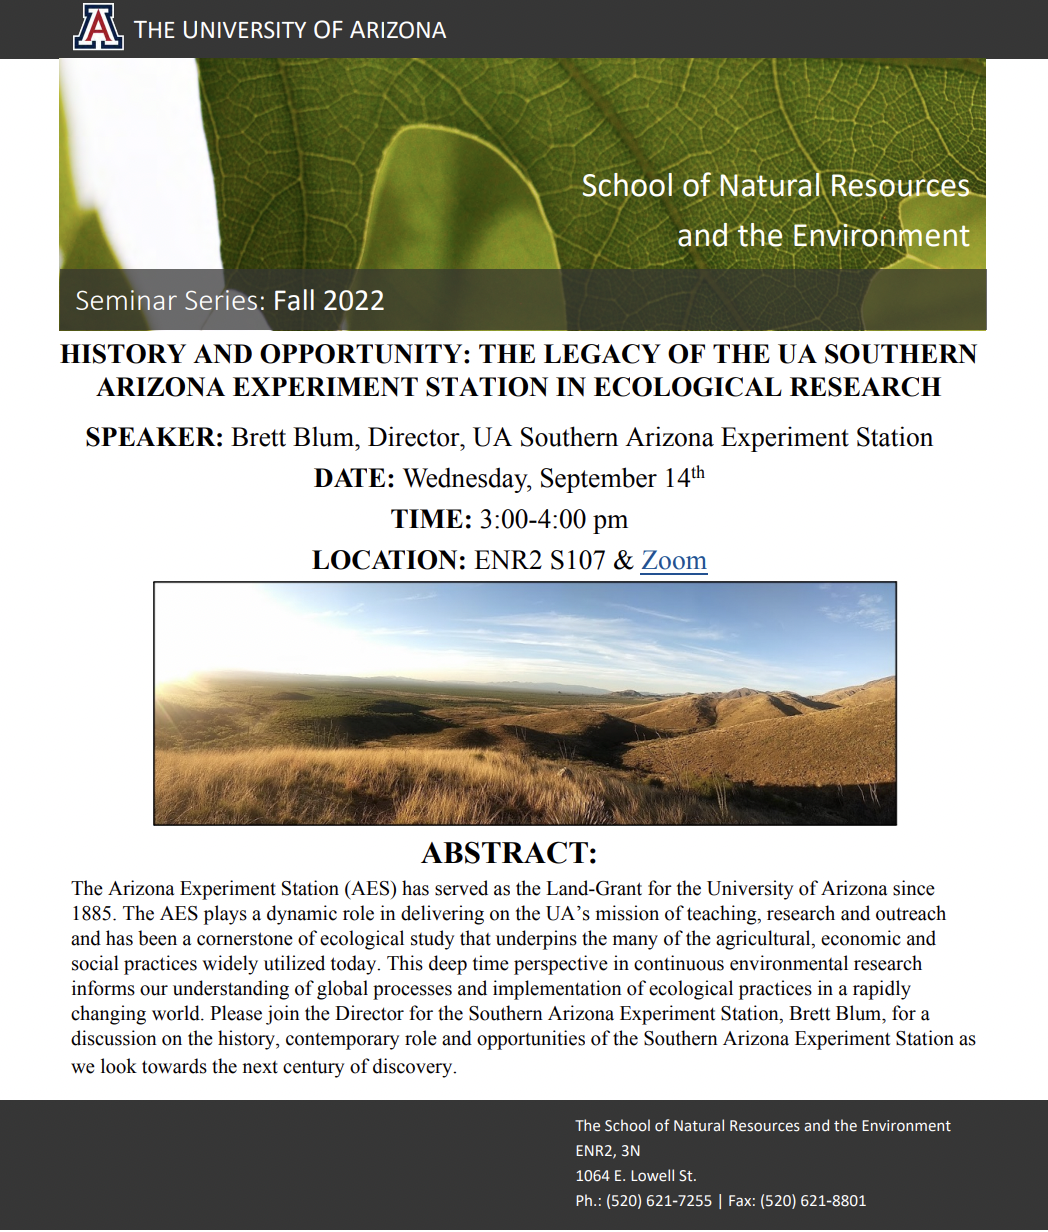 A
THE UNIVERSITY OF ARIZONA
School of Natural Resources
and the Environment
Seminar Series: Fall 2022
HISTORY AND OPPORTUNITY: THE LEGACY OF THE UA SOUTHERN
ARIZONA EXPERIMENT STATION IN ECOLOGICAL RESEARCH
SPEAKER: Brett Blum, Director, UA Southern Arizona Experiment Station
DATE: Wednesday, September 14th
TIME: 3:00-4:00 pm
LOCATION: ENR2 S107 & Zoom
ABSTRACT:
The Arizona Experiment Station (AES) has served as the Land-Grant for the University of Arizona since
1885. The AES plays a dynamic role in delivering on the UA’s mission of teaching, research and outreach
and has been a cornerstone of ecological study that underpins the many of the agricultural, economic and
social practices widely utilized today. This deep time perspective in continuous environmental research
informs our understanding of global processes and implementation of ecological practices in a rapidly
changing world. Please join the Director for the Southern Arizona Experiment Station, Brett Blum, for a
discussion on the history, contemporary role and opportunities of the Southern Arizona Experiment Station as
we look towards the next century of discovery.
The School of Natural Resources and the Environment
ENR2, 3N
1064 E. Lowell St.
Ph.: (520) 621-7255 | Fax: (520) 621-8801